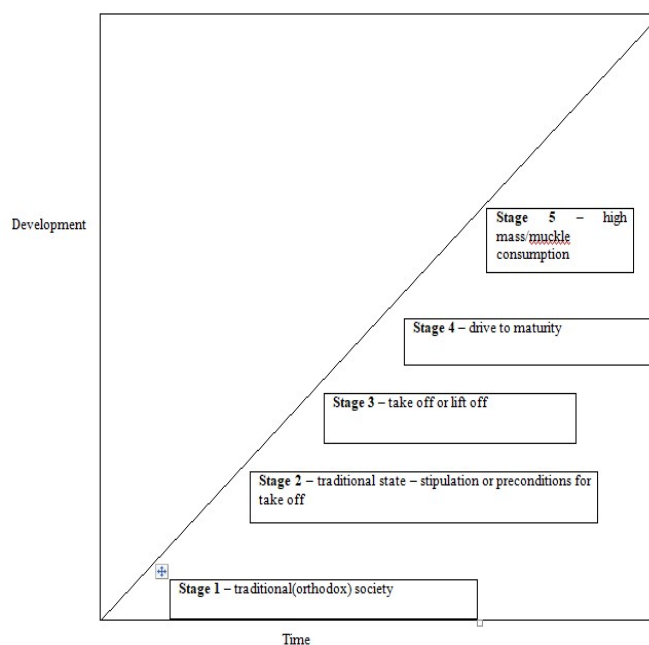 Development
Stage 5 – high
mass/muckle
consumption
Stage 4 – drive to maturity
Stage 3 – take off or lift off
Stage 2 – traditional state – stipulation or preconditions for
take off
Stage 1 – traditional(orthodox) society
Time